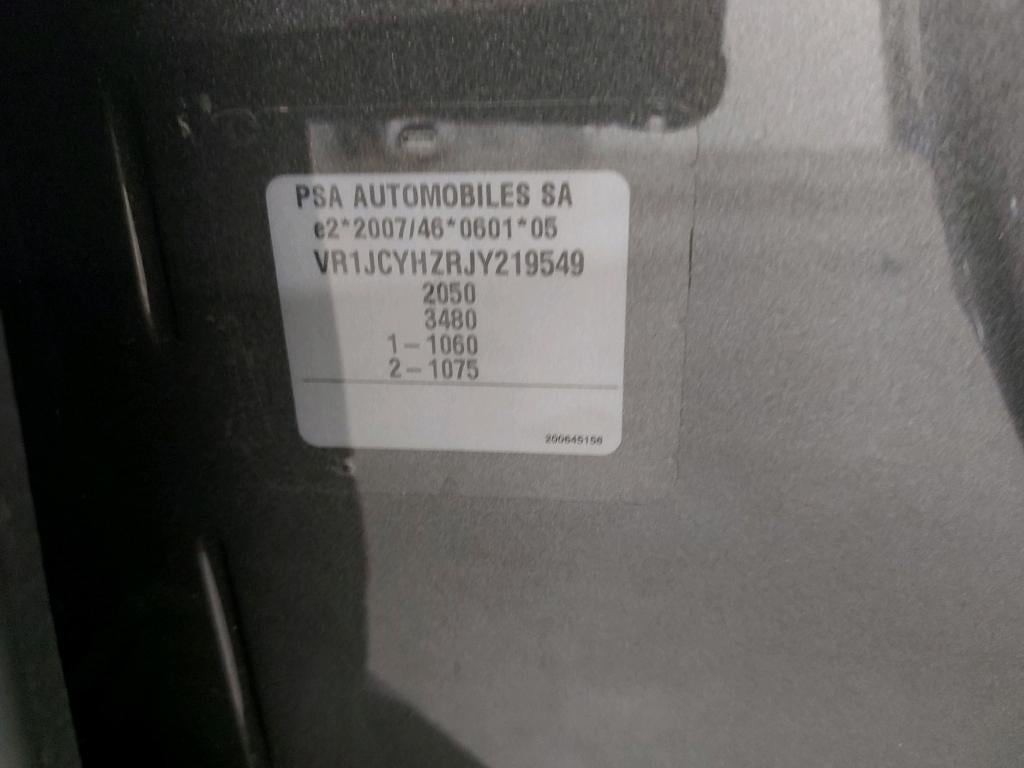 PSA AUTOMOBILES SA
e2*2007/46*0601*05
VR1JCYHZRJY219549
2050
3480
1-1060
2-1075
200645156